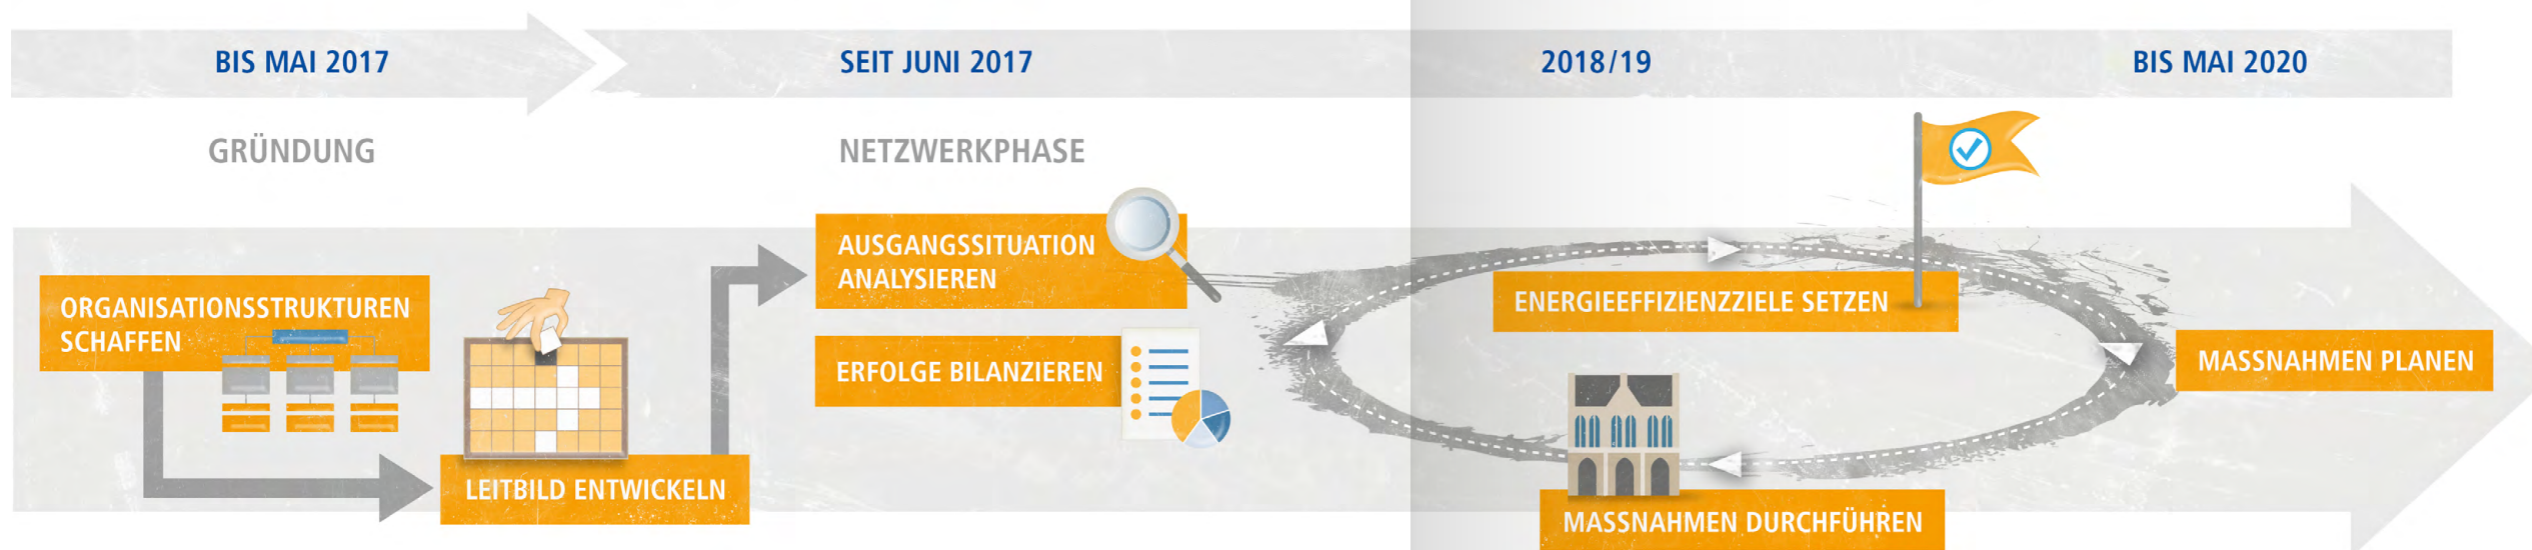 BIS MAI 2017
SEIT JUNI 2017
2018/19
BIS MAI 2020
GRÜNDUNG
NETZWERKPHASE
ORGANISATIONSSTRUKTUREN
SCHAFFEN
LEITBILD ENTWICKELN
AUSGANGSSITUATION
ANALYSIEREN
ERFOLGE BILANZIEREN
ENERGIEEFFIZIENZZIELE SETZEN
MASSNAHMEN PLANEN
MASSNAHMEN DURCHFÜHREN